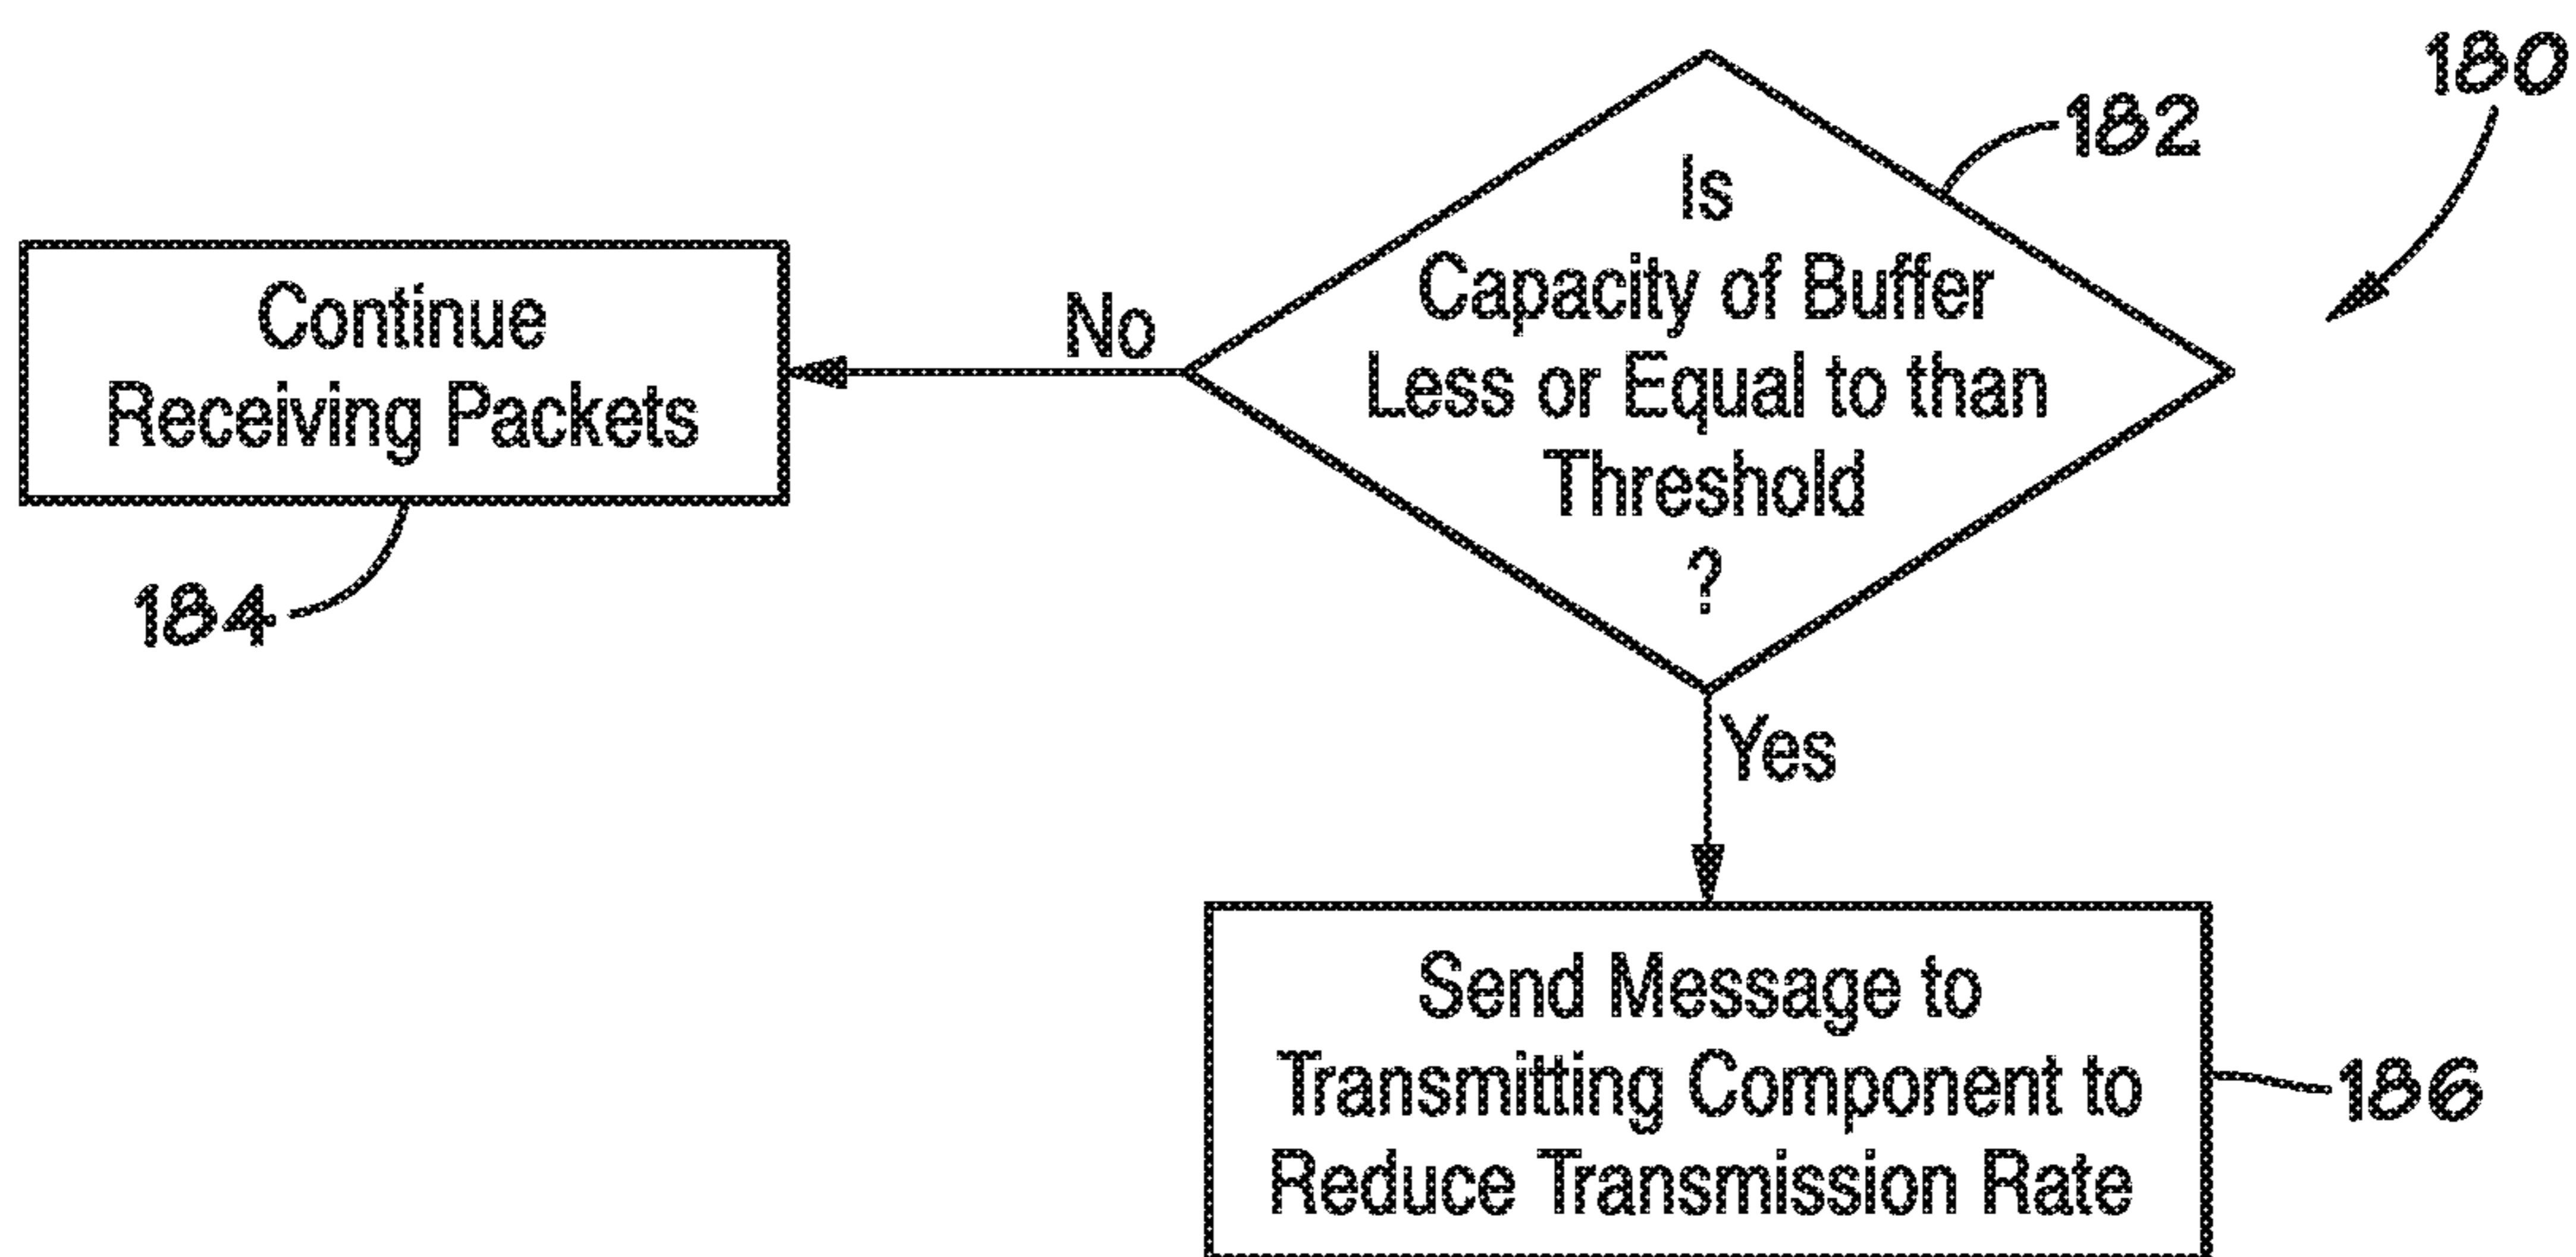 180
182
Is
Capacity of Buffer
Less or Equal to than
Threshold
?
No
Continue
Receiving Packets
184
Yes
Send Message to
Transmitting Component to
Reduce Transmission Rate
186